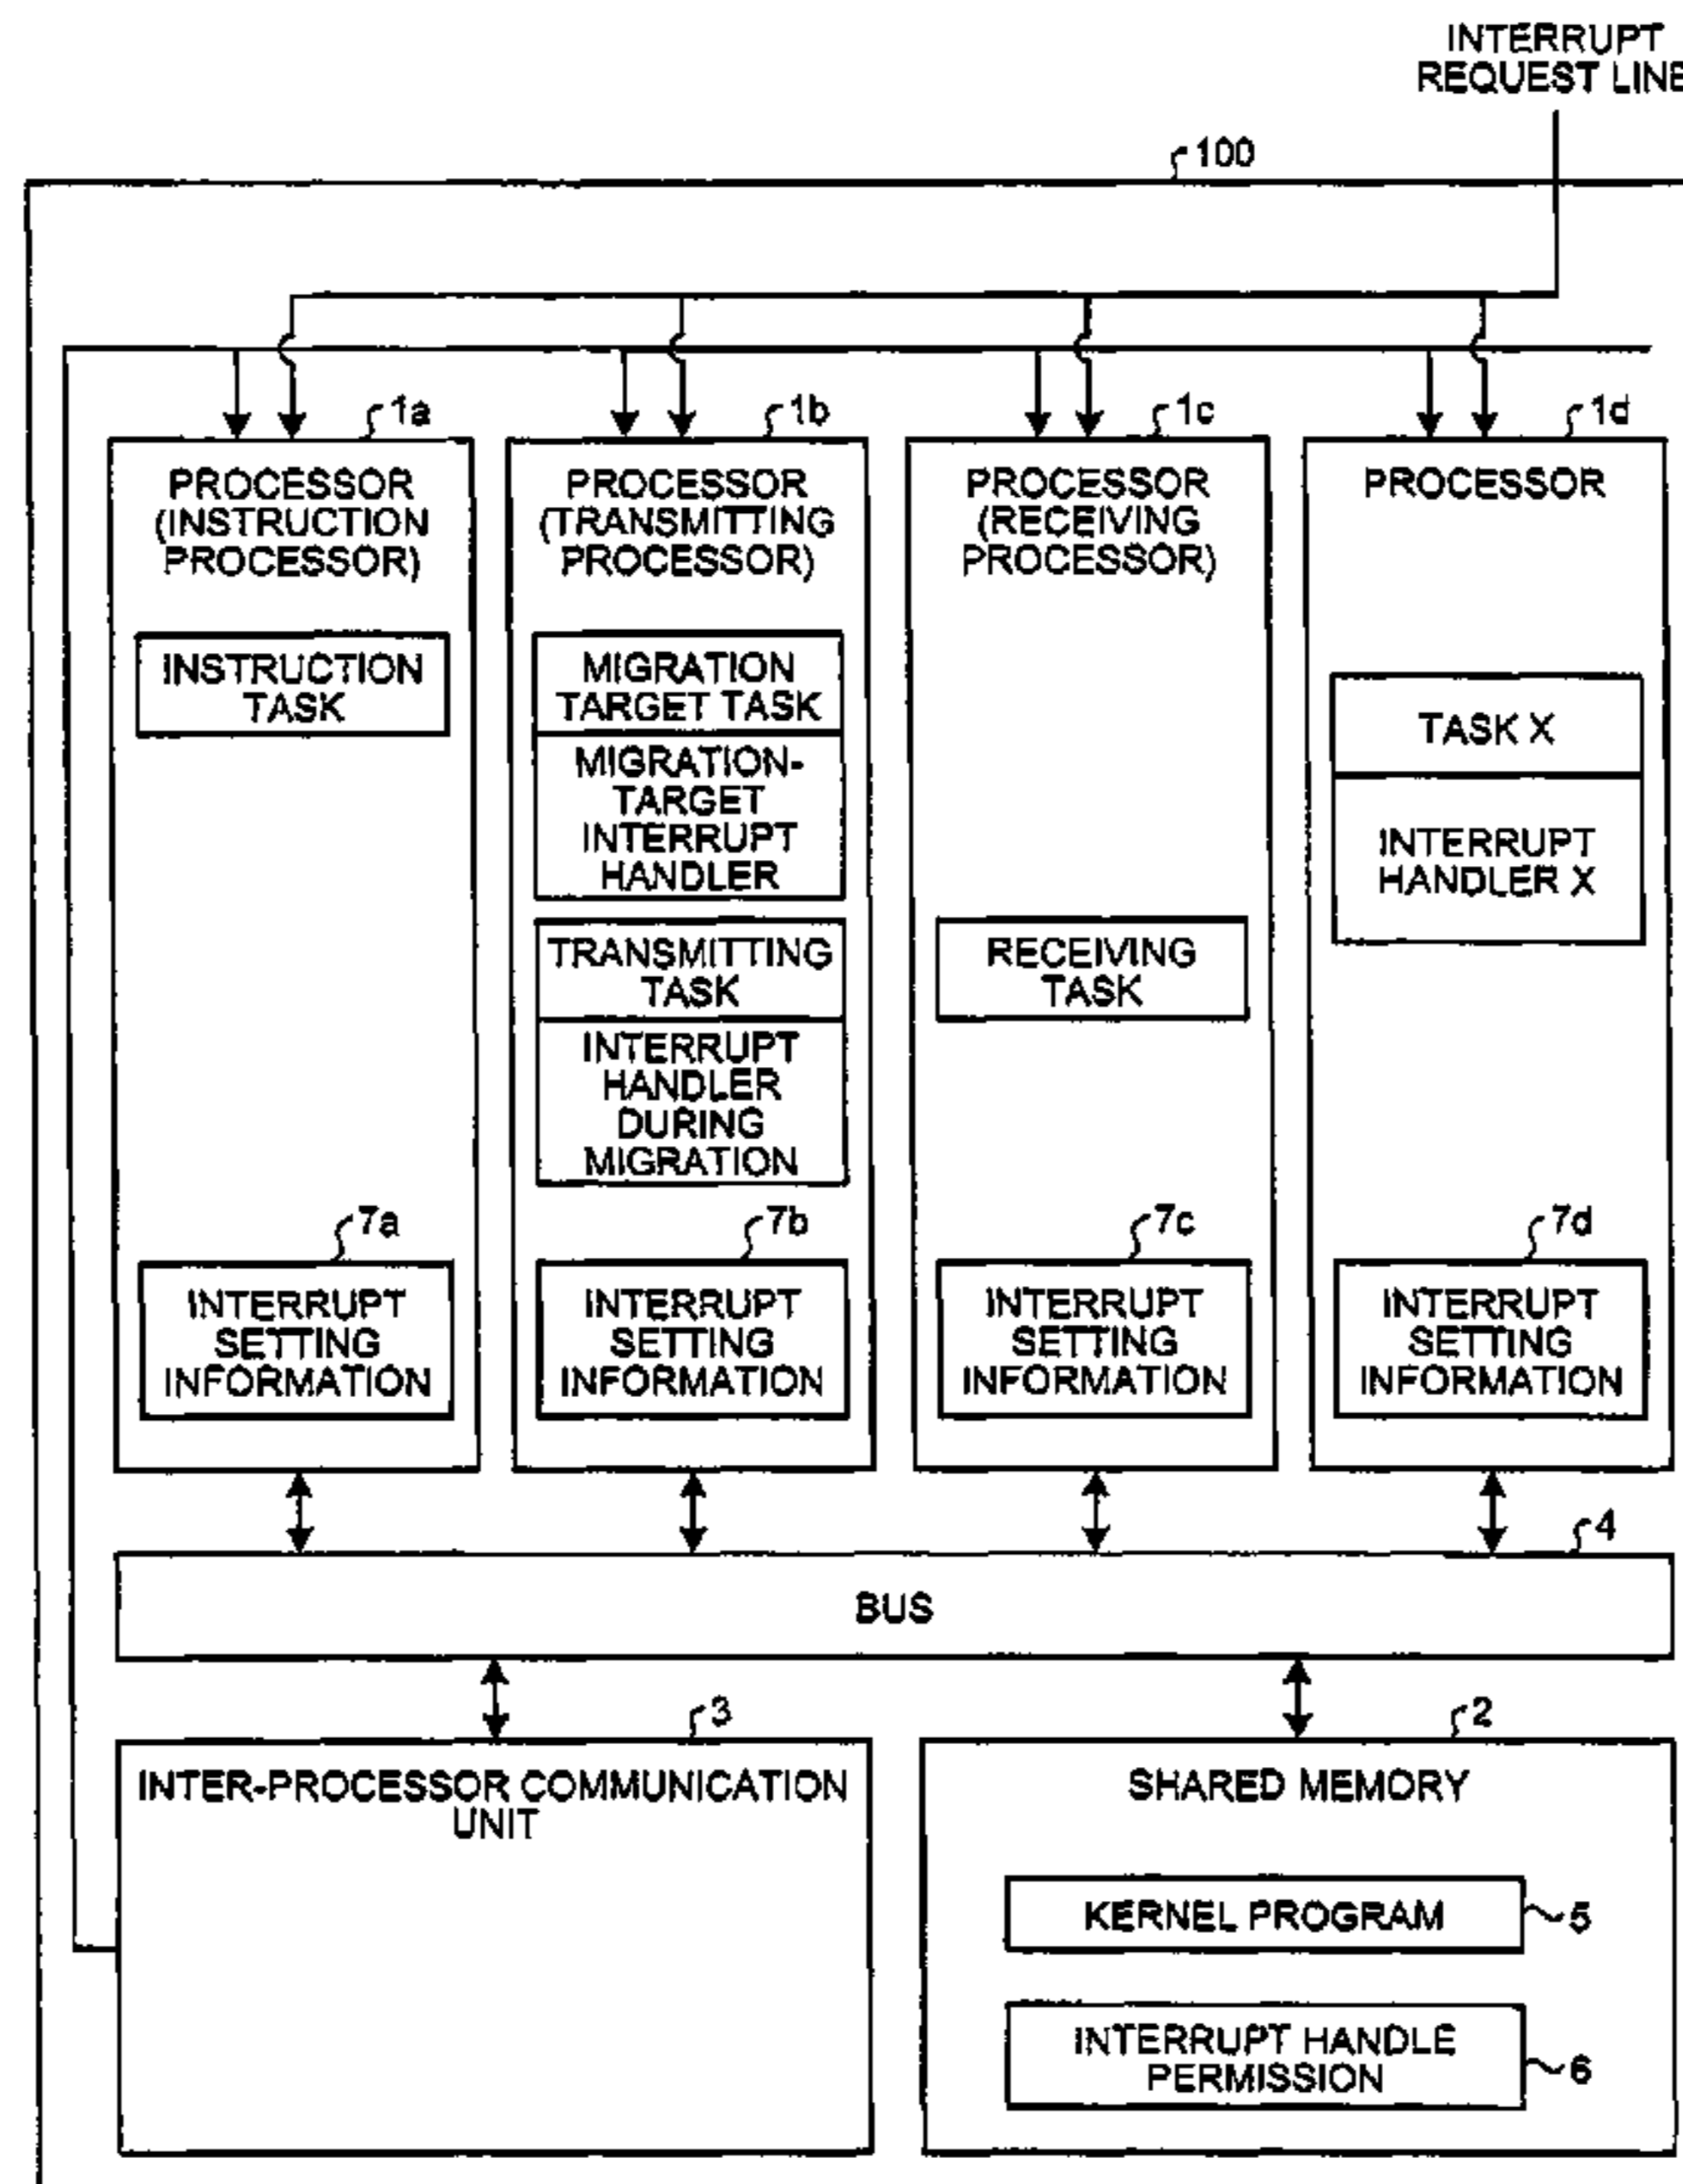 INTERRUPT
REQUEST LINE
100
1a
1b
1c
1d
PROCESSOR
(INSTRUCTION
PROCESSOR)
INSTRUCTION
TASK
7a
INTERRUPT
SETTING
INFORMATION
PROCESSOR
(TRANSMITTING
PROCESSOR)
MIGRATION
TARGET TASK
MIGRATION-
TARGET
INTERRUPT
HANDLER
TRANSMITTING
TASK
INTERRUPT
HANDLER
DURING
MIGRATION
7b
INTERRUPT
SETTING
INFORMATION
PROCESSOR
(RECEIVING
PROCESSOR)
RECEIVING
TASK
7c
INTERRUPT
SETTING
INFORMATION
PROCESSOR
TASK X
INTERRUPT
HANDLER X
7d
INTERRUPT
SETTING
INFORMATION
4
BUS
3
INTER-PROCESSOR COMMUNICATION
UNIT
2
SHARED MEMORY
KERNEL PROGRAM
5
INTERRUPT HANDLE
PERMISSION
6